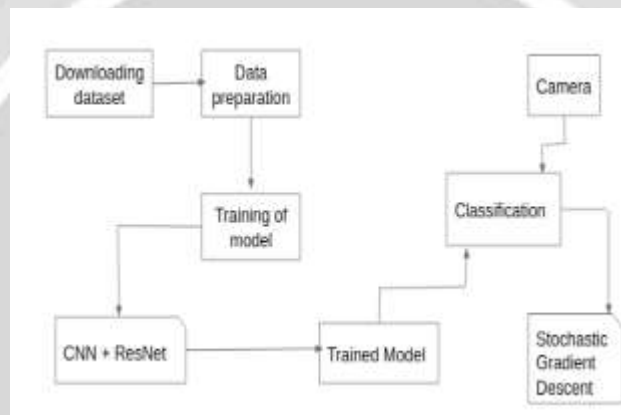 Downloading
dataset
Data
preparation
Camera
Training of
model
Classification
CNN + ResNet
Trained Model
Stochastic
Gradient
Descent